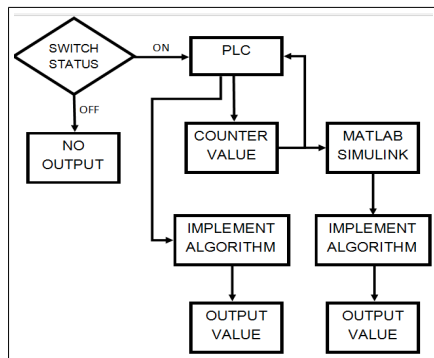 SWITCH
STATUS
ON
PLC
OFF
NO
OUTPUT
COUNTER
VALUE
MATLAB
SIMULINK
IMPLEMENT
ALGORITHM
IMPLEMENT
ALGORITHM
OUTPUT
VALUE
OUTPUT
VALUE